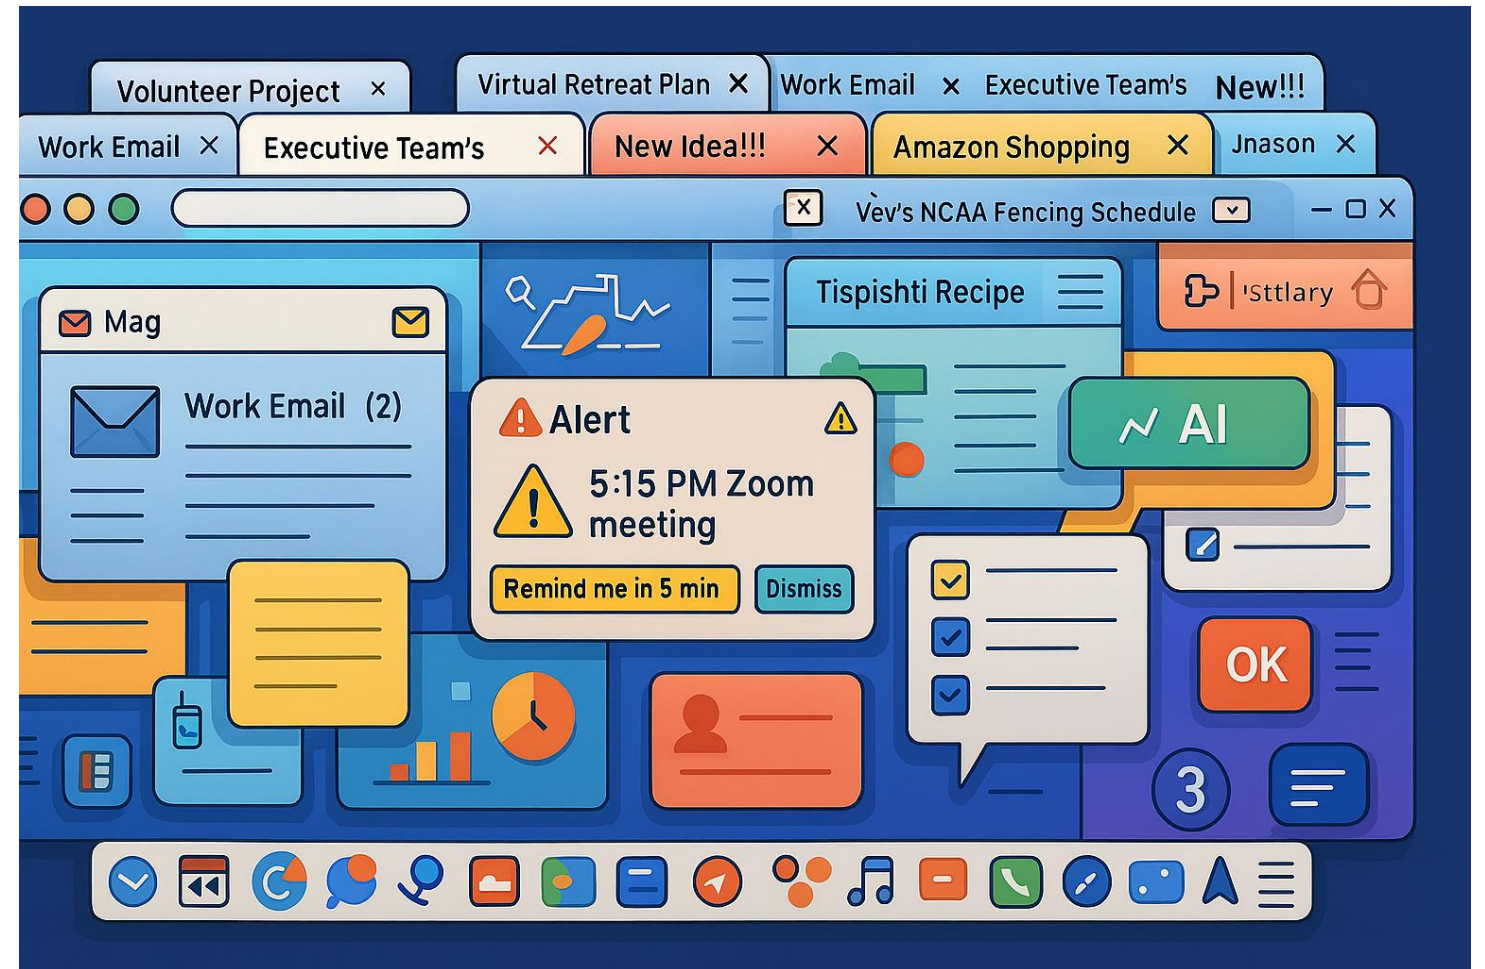 Volunteer Project ×
Virtual Retreat Plan ×
Work Email × Executive Team's New!!!
Work Email ×
Executive Team's ×
New Idea!!! ×
Amazon Shopping ×
Jnason ×
Vèv's NCAA Fencing Schedule
Tispishti Recipe
'Sttlary
Mag
Work Email (2)
Alert
5:15 PM Zoom
meeting
Remind me in 5 min
Dismiss
AI
OK
3